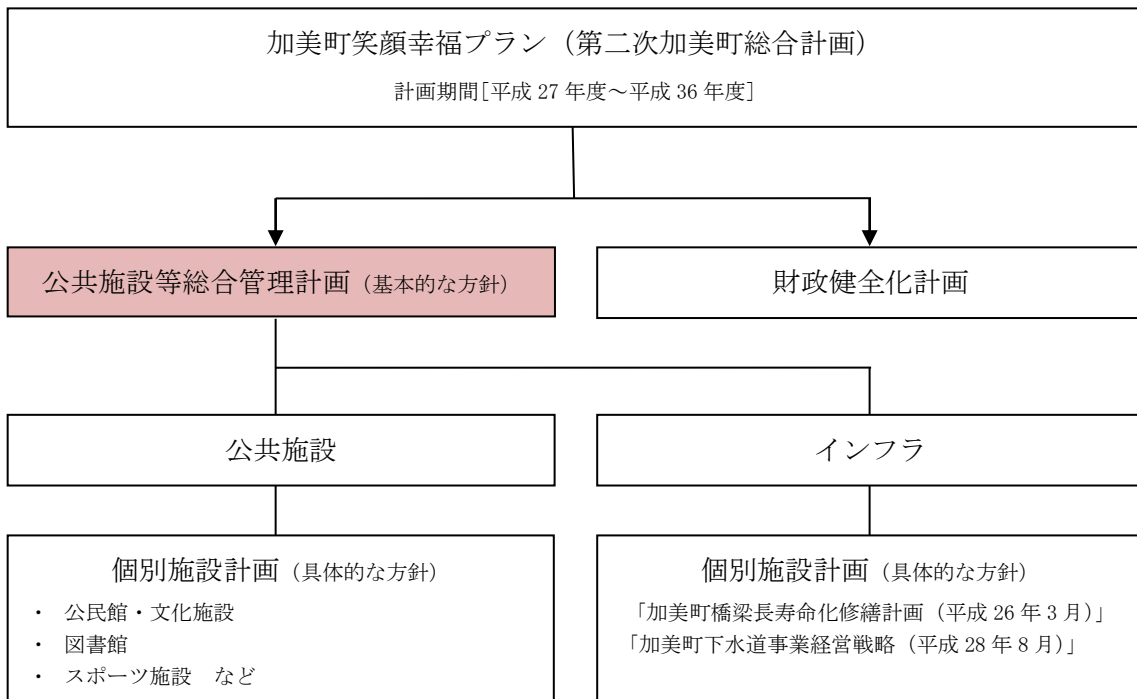 加美町笑顔幸福プラン（第二次加美町総合計画）
計画期間[平成 27 年度～平成 36 年度]
公共施設等総合管理計画（基本的な方針）
財政健全化計画
公共施設
インフラ
個別施設計画（具体的な方針）
・ 公民館・文化施設
・ 図書館
・ スポーツ施設　など
個別施設計画（具体的な方針）
「加美町橋梁長寿命化修繕計画（平成 26 年 3 月）」
「加美町下水道事業経営戦略（平成 28 年 8 月）」